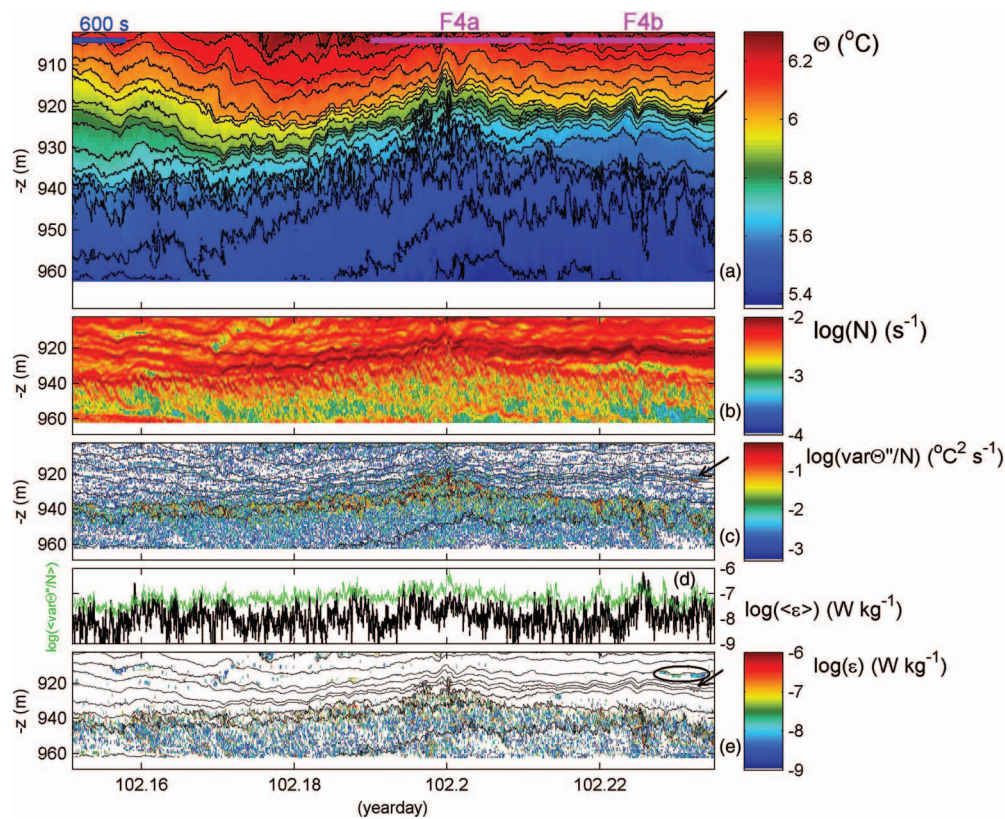 600 s F4a F4b
Θ (°C)
-z (m)
910
920
930
940
950
960
(a)
6.2
6
5.8
5.6
5.4
log(N) (s⁻¹)
-z (m)
920
940
960
(b)
-2
-3
-4
log(varΘ"/N) (°C² s⁻¹)
-z (m)
920
940
960
(c)
-1
-2
-3
log(<varΘ"/N>)
(d)
-6
-7
-8
-9
log(<ε>) (W kg⁻¹)
log(ε) (W kg⁻¹)
-z (m)
920
940
960
(e)
-6
-7
-8
-9
102.16 102.18 102.2 102.22
(yearday)